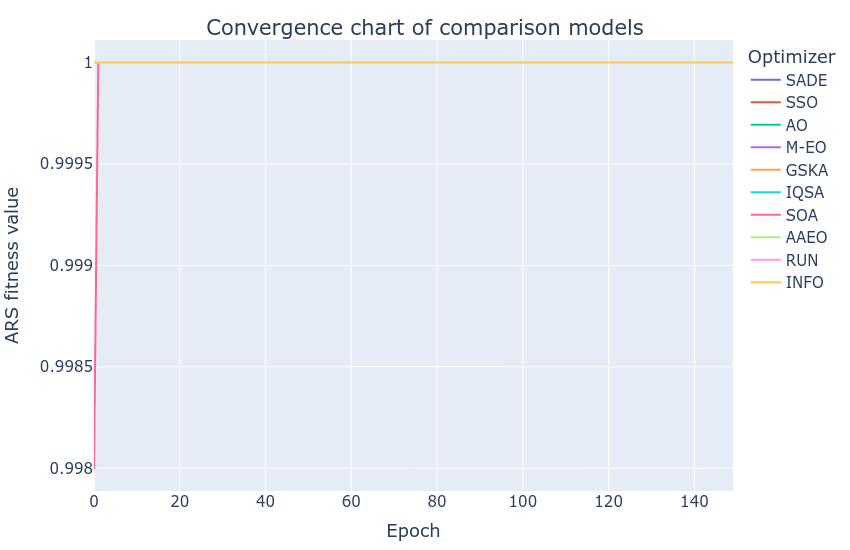 Convergence chart of comparison models
ARS fitness value
1
0.9995
0.999
0.9985
0.998
0
20
40
60
80
100
120
140
Epoch
Optimizer
SADE
SSO
AO
M-EO
GSKA
IQSA
SOA
AAEO
RUN
INFO